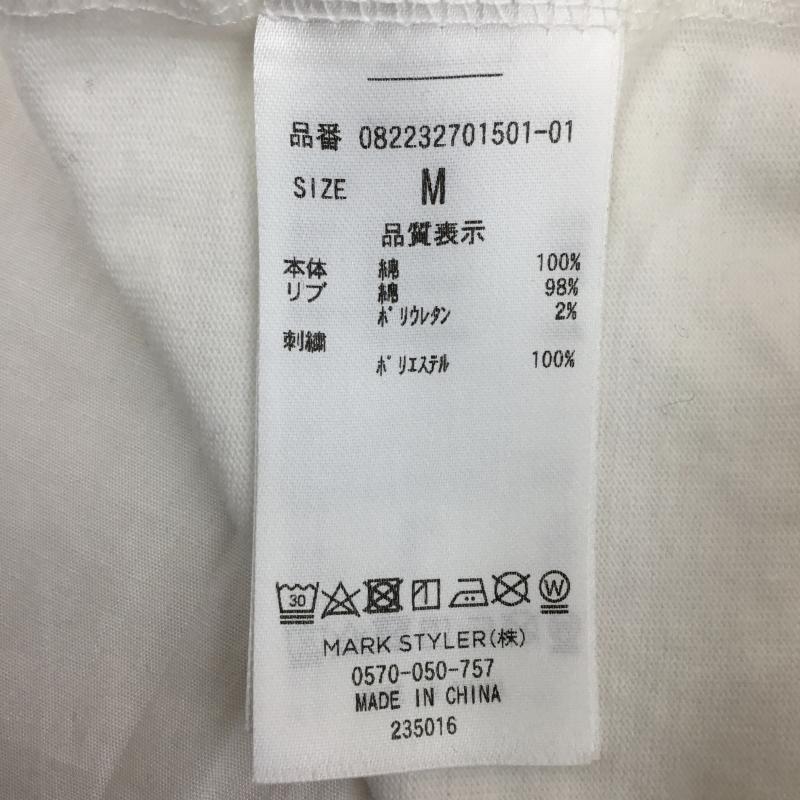 品番 082232701501-01
SIZE M
品質表示
本体 綿 100%
リブ 綿 98%
ポリウレタン 2%
刺繍
ポリエステル 100%
30 W
MARK STYLER(株)
0570-050-757
MADE IN CHINA
235016